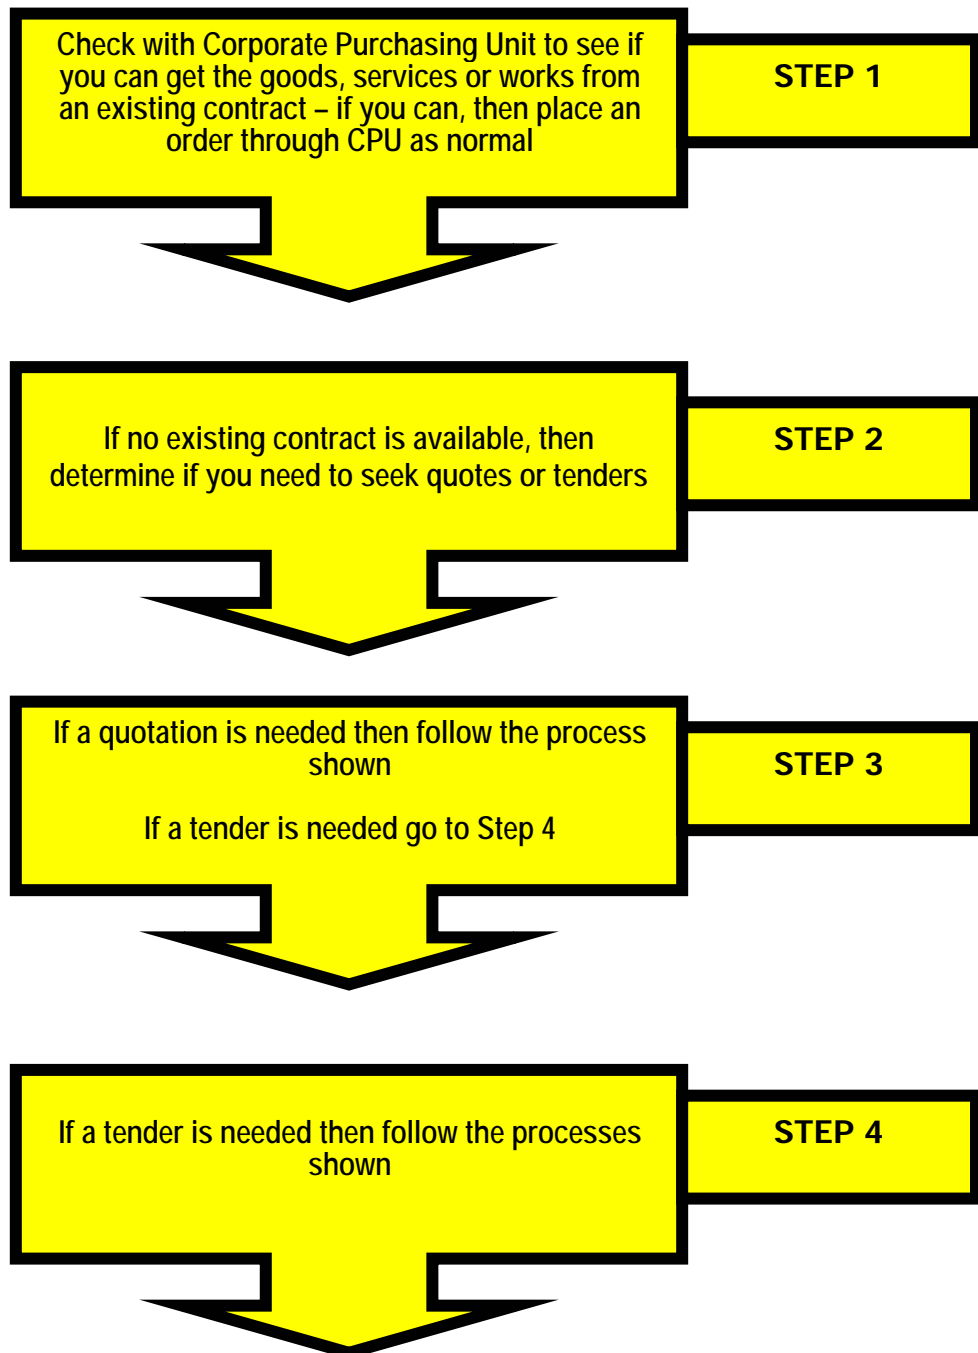 Check with Corporate Purchasing Unit to see if
you can get the goods, services or works from
an existing contract – if you can, then place an
order through CPU as normal
STEP 1
If no existing contract is available, then
determine if you need to seek quotes or tenders
STEP 2
If a quotation is needed then follow the process
shown
If a tender is needed go to Step 4
STEP 3
If a tender is needed then follow the processes
shown
STEP 4